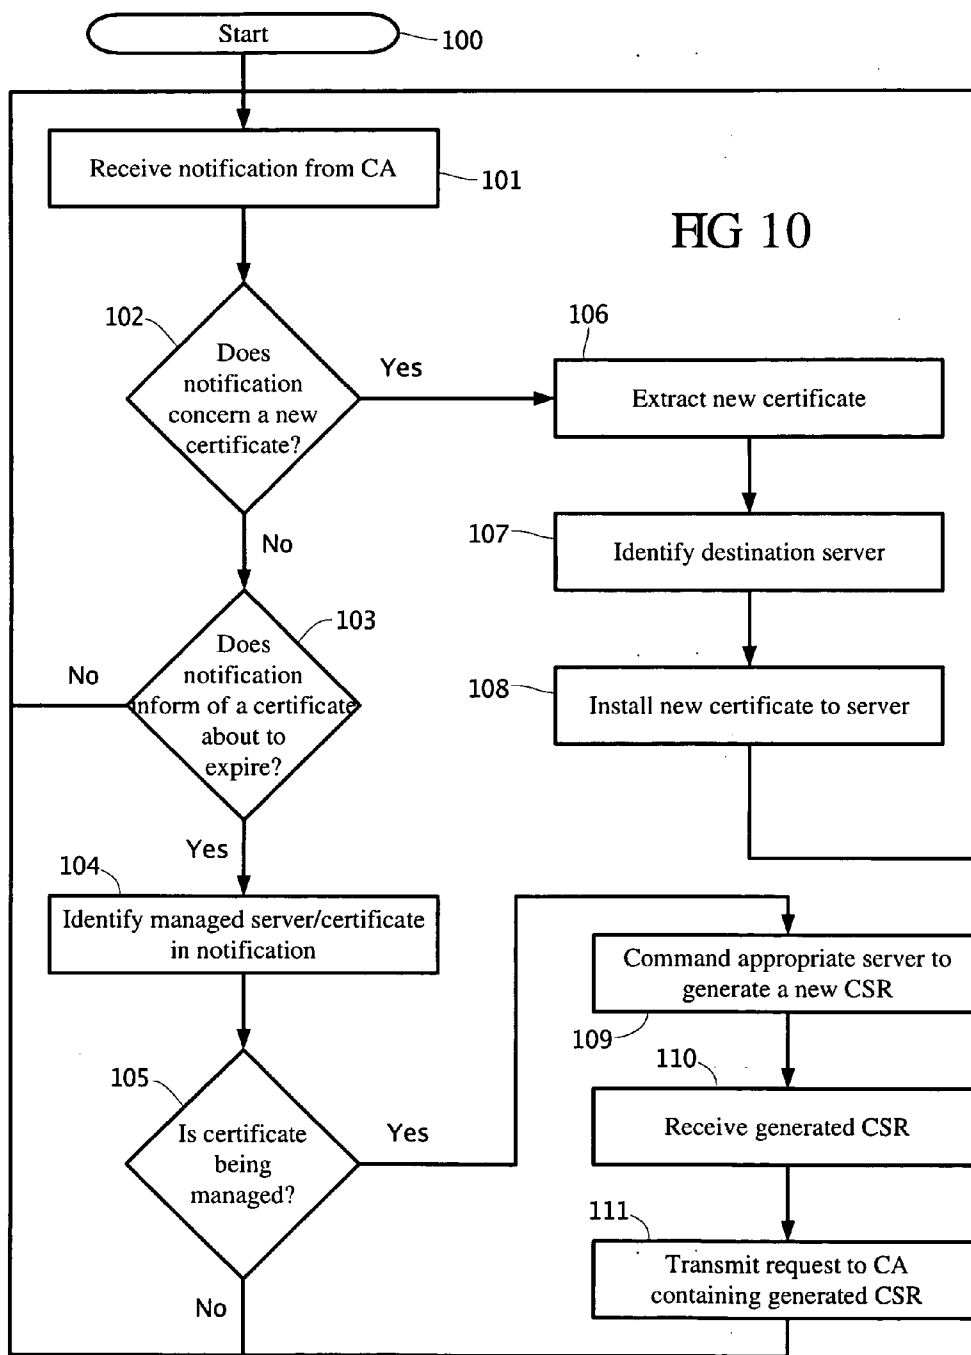 Start
100
Receive notification from CA
101
FIG 10
102
Does
notification
concern a new
certificate?
Yes
106
Extract new certificate
No
107
Identify destination server
103
Does
notification
inform of a certificate
about to
expire?
No
108
Install new certificate to server
Yes
104
Identify managed server/certificate
in notification
Command appropriate server to
generate a new CSR
109
105
Is certificate
being
managed?
Yes
110
Receive generated CSR
No
111
Transmit request to CA
containing generated CSR